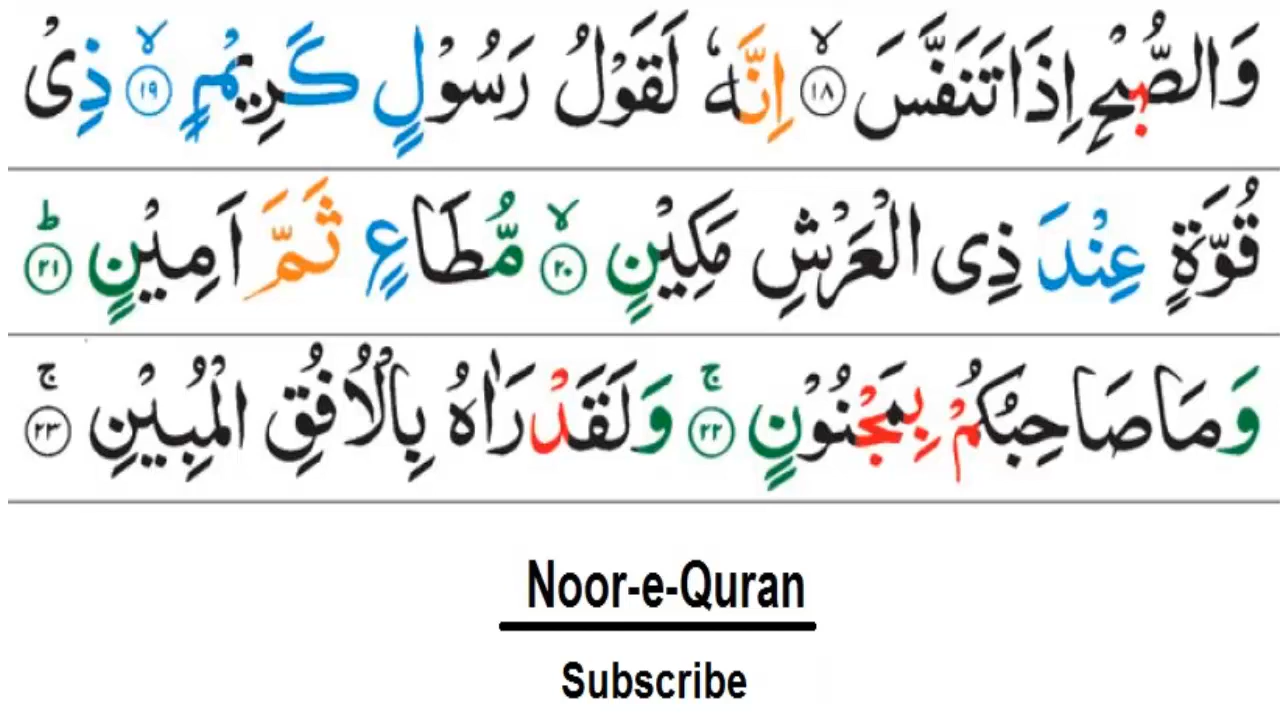 وَالصُّبْحِ اِذَا تَنَفَّسَ ۙ﴿۱۸﴾ اِنَّهٗ لَقَوْلُ رَسُوْلٍ كَرِيْمٍ ۙ﴿۱۹﴾ ذِىْ
قُوَّةٍ عِنْدَ ذِى الْعَرْشِ مَكِيْنٍ ۙ﴿۲۰﴾ مُّطَاعٍ ثَمَّ اَمِيْنٍ ؕ﴿۲۱﴾
وَمَا صَاحِبُكُمْ بِمَجْنُوْنٍ ۚ﴿۲۲﴾ وَلَقَدْ رَاٰهُ بِالْاُفُقِ الْمُبِيْنِ ۚ﴿۲۳﴾
Noor-e-Quran
Subscribe